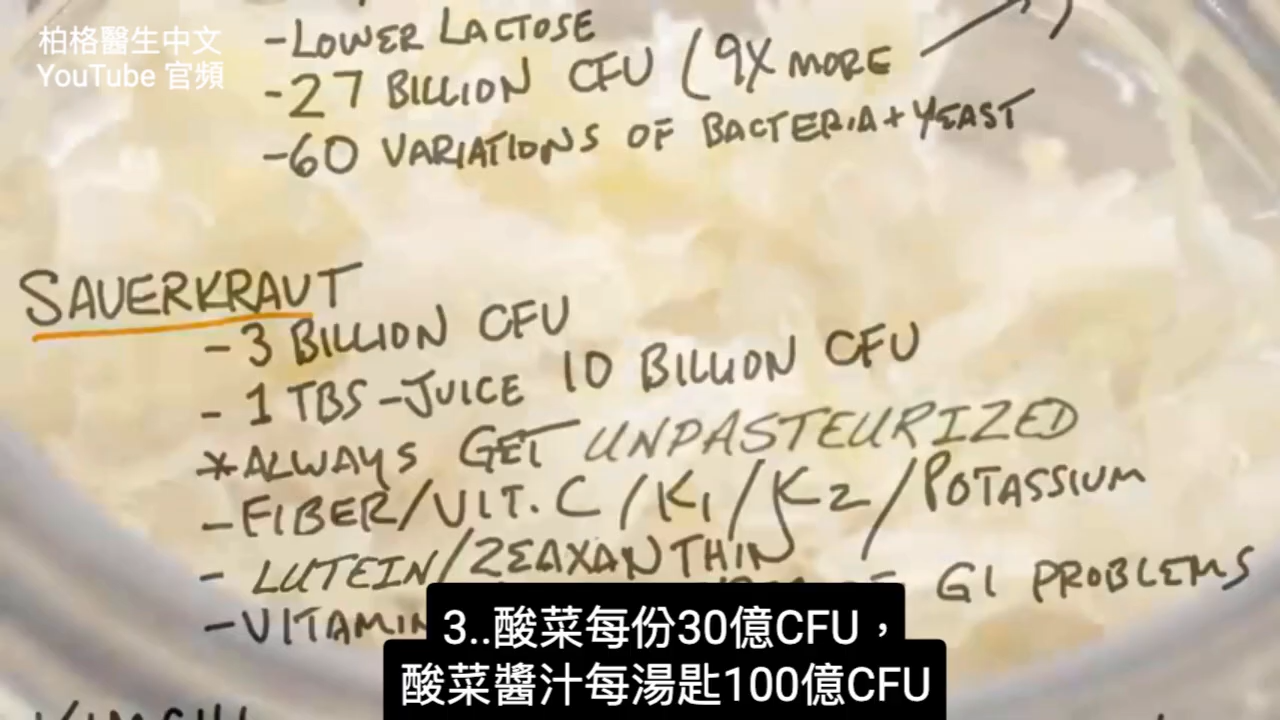 柏格醫生中文
YouTube 官頻
-LOWER LACTOSE
-27 BILLION CFU (9X MORE
-60 VARIATIONS OF BACTERIA + YEAST
SAUERKRAUT
-3 BILLION CFU
-1 TBS-JUICE 10 BILLION CFU
*ALWAYS GET UNPASTEURIZED
-FIBER/VIT. C/K1/K2/POTASSIUM
-LUTEIN/ZEAXANTHIN
-VITAMIN GI PROBLEMS
3..酸菜每份30億CFU，
酸菜醬汁每湯匙100億CFU